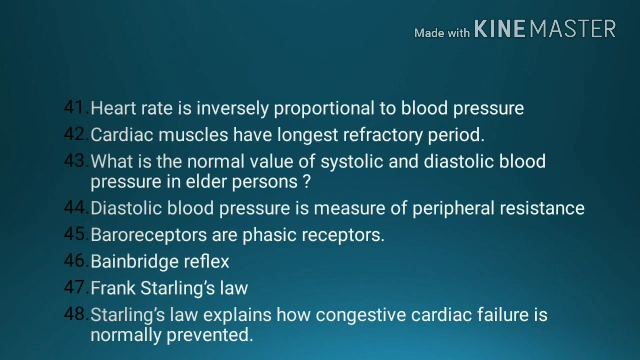 Made with KINEMASTER
41. Heart rate is inversely proportional to blood pressure
42. Cardiac muscles have longest refractory period.
43. What is the normal value of systolic and diastolic blood
pressure in elder persons ?
44. Diastolic blood pressure is measure of peripheral resistance
45. Baroreceptors are phasic receptors.
46. Bainbridge reflex
47. Frank Starling's law
48. Starling's law explains how congestive cardiac failure is
normally prevented.